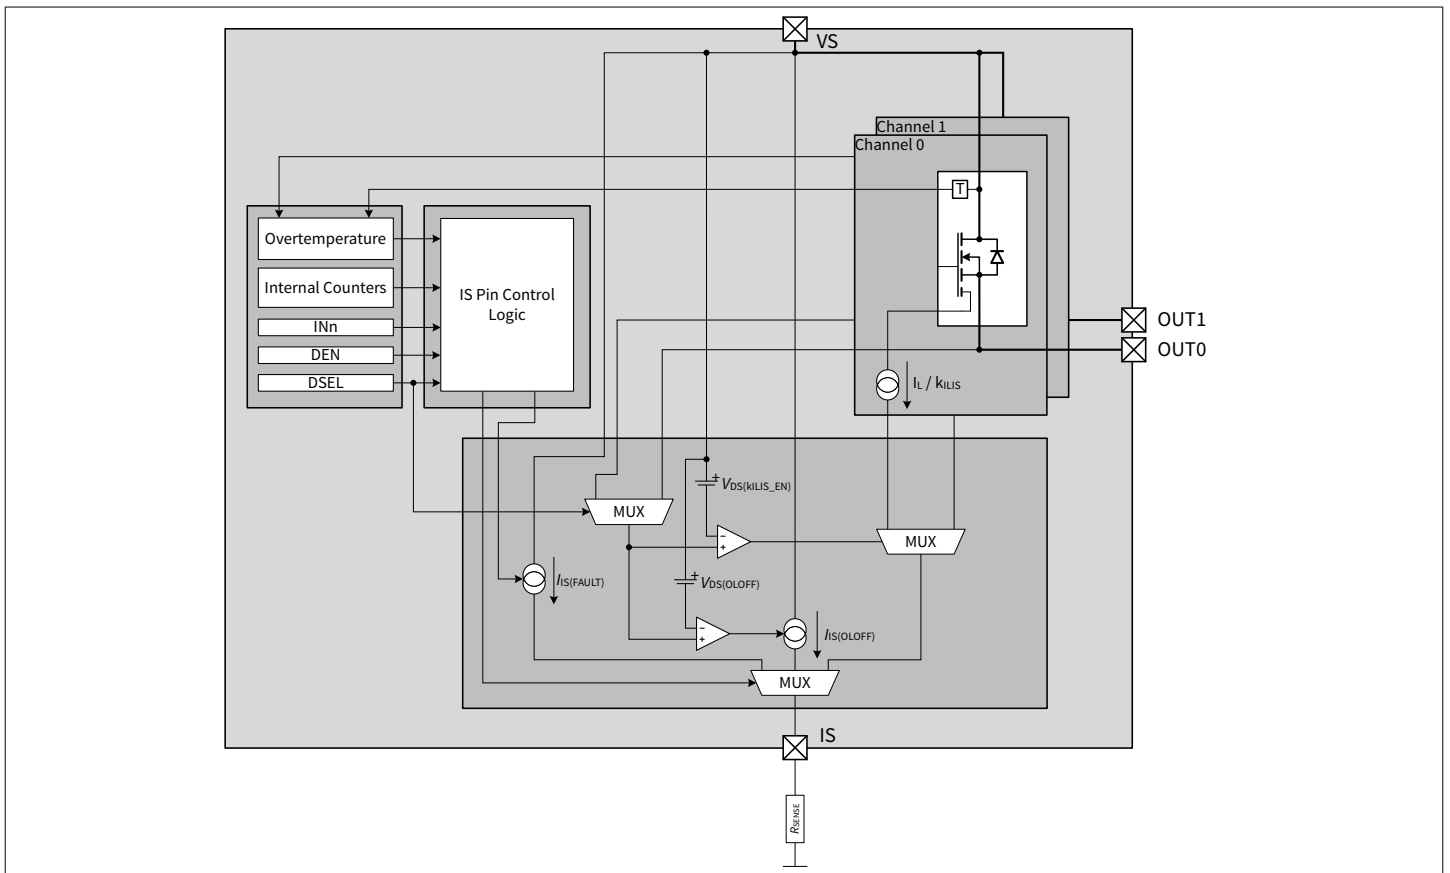 VS
Channel 1
Channel 0
T
Overtemperature
Internal Counters
INn
DEN
DSEL
IS Pin Control
Logic
OUT1
OUT0
IL / kILIS
+
VDS(kILIS_EN)
MUX
−
+
MUX
IIS(FAULT)
+
VDS(OLOFF)
−
+
IIS(OLOFF)
MUX
IS
RSENSE